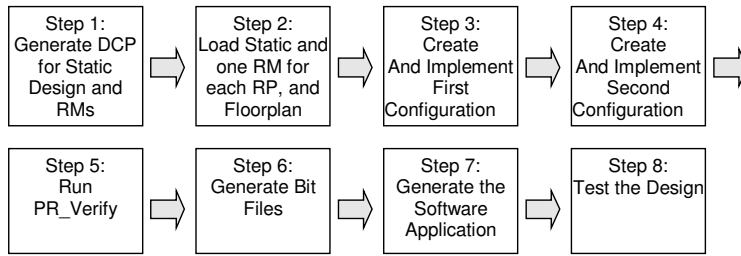 Step 1:
Generate DCP
for Static
Design and
RMs
Step 2:
Load Static and
one RM for
each RP, and
Floorplan
Step 3:
Create
And Implement
First
Configuration
Step 4:
Create
And Implement
Second
Configuration
Step 5:
Run
PR_Verify
Step 6:
Generate Bit
Files
Step 7:
Generate the
Software
Application
Step 8:
Test the Design